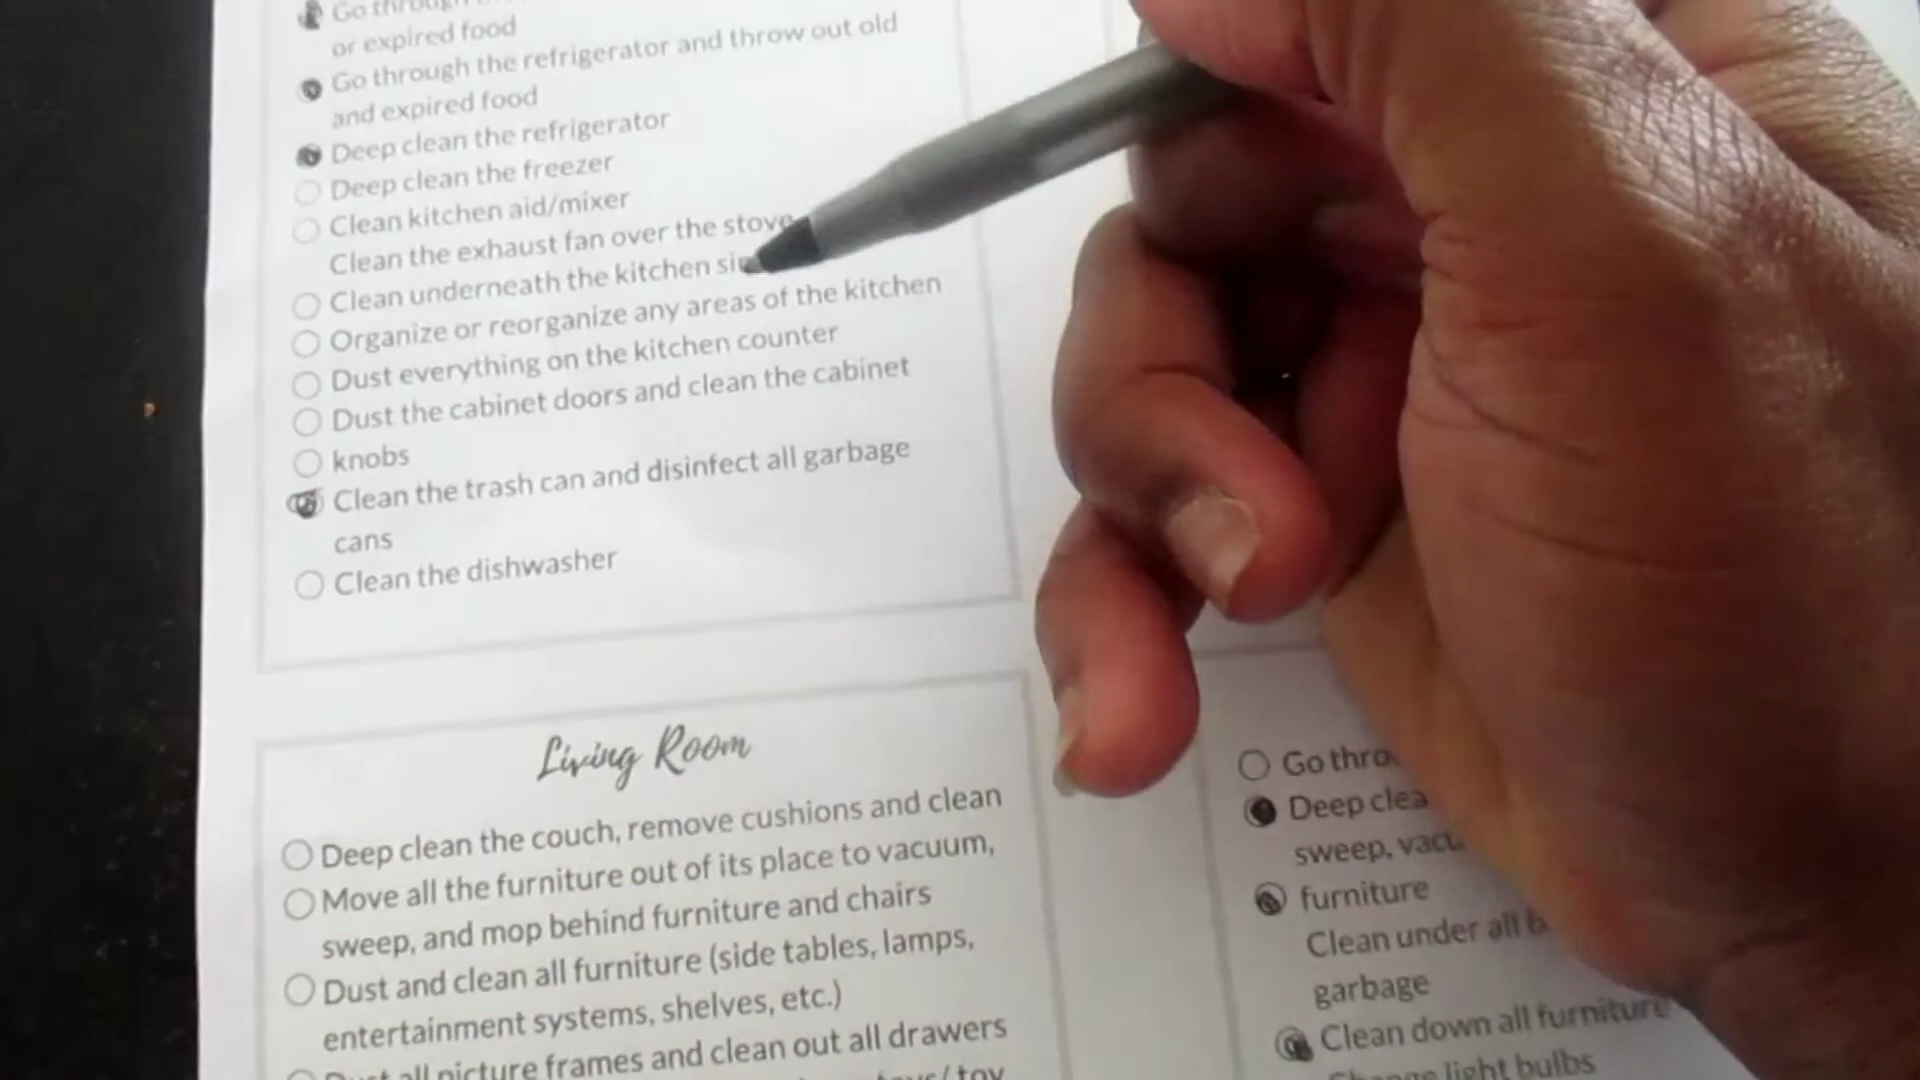 Go through
or expired food
Go through the refrigerator and throw out old
and expired food
Deep clean the refrigerator
Deep clean the freezer
Clean kitchen aid/mixer
Clean the exhaust fan over the stove
Clean underneath the kitchen
Organize or reorganize any areas of the kitchen
Dust everything on the kitchen counter
Dust the cabinet doors and clean the cabinet
knobs
Clean the trash can and disinfect all garbage
cans
Clean the dishwasher
Living Room
Deep clean the couch, remove cushions and clean
Move all the furniture out of its place to vacuum,
sweep, and mop behind furniture and chairs
Dust and clean all furniture (side tables, lamps,
entertainment systems, shelves, etc.)
Dust all picture frames and clean out all drawers
Go
Deep
sweep,
furniture
Clean under all
garbage
Clean down all furniture
light bulbs